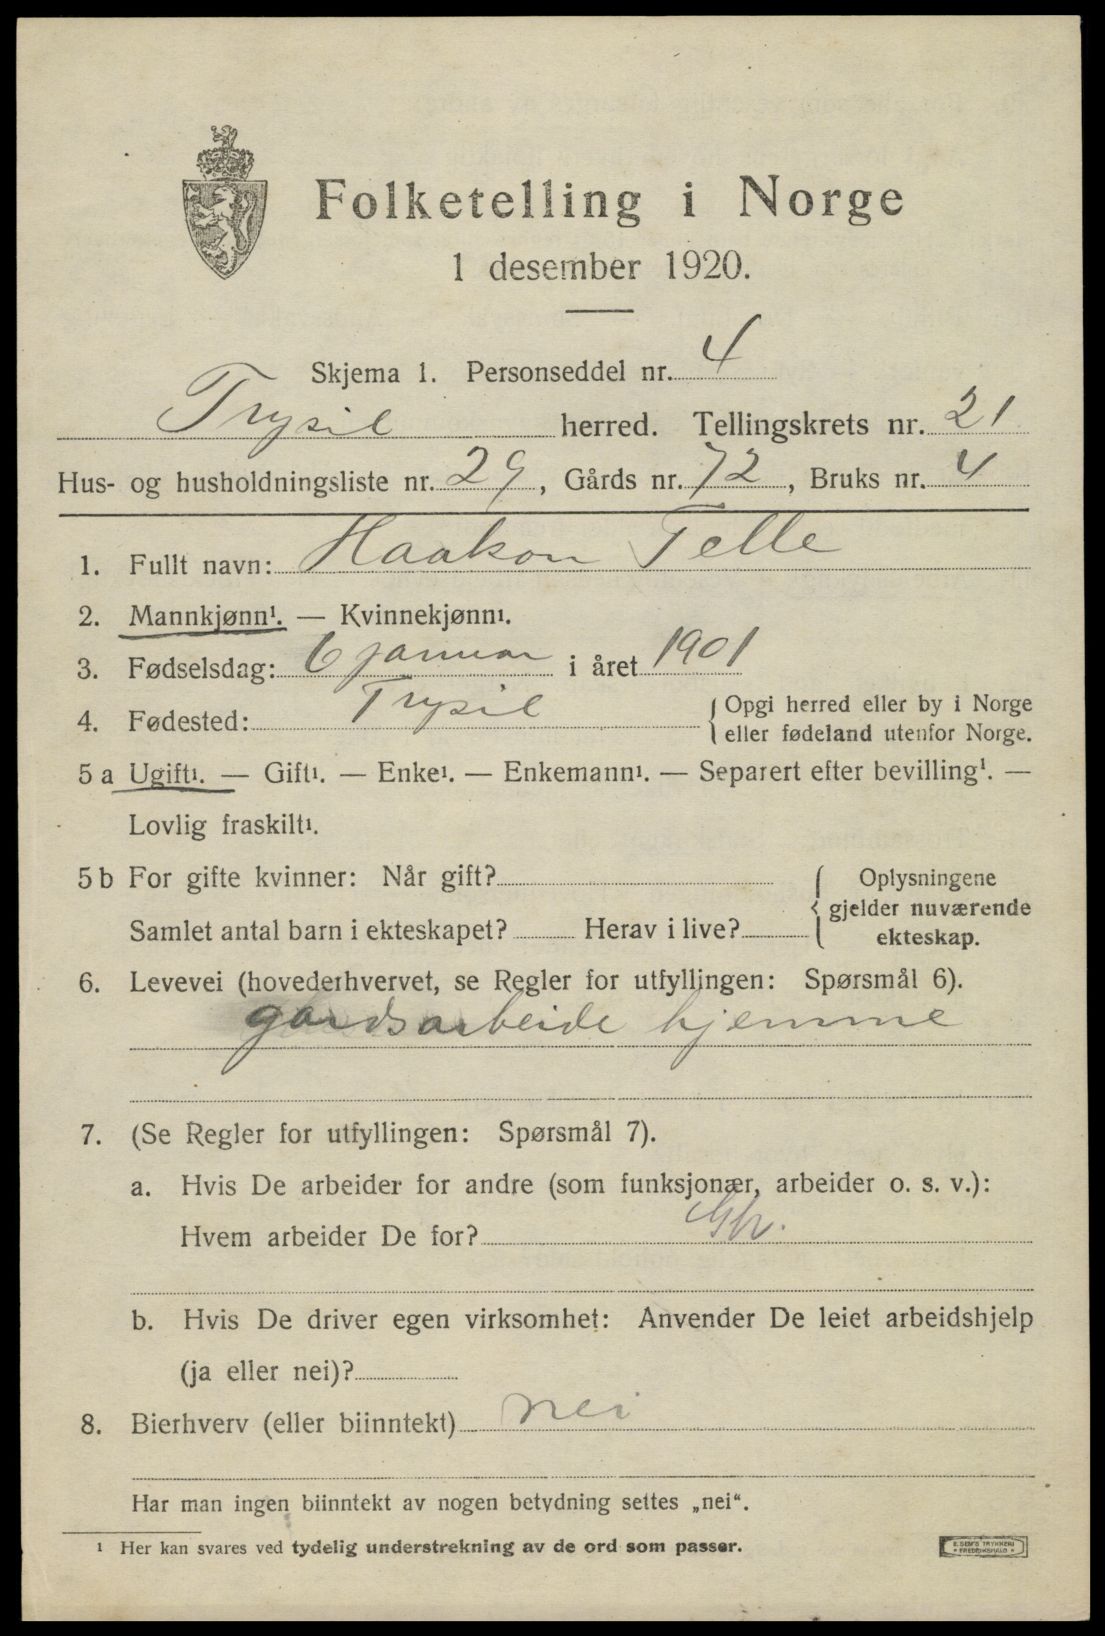 Folketelling i Norge
1 desember 1920.
Skjema 1. Personseddel nr. 4
Trysil herred. Tellingskrets nr. 21
Hus- og husholdningsliste nr. 29, Gårds nr. 72, Bruks nr. 4
1. Fullt navn: Haakon Telle
2. Mannkjønn¹. — Kvinnekjønn¹.
3. Fødselsdag: 6 januar i året 1901
4. Fødested: Trysil {Opgi herred eller by i Norge
eller fødeland utenfor Norge.
5 a Ugift¹. — Gift¹. — Enke¹. — Enkemann¹. — Separert efter bevilling¹. —
Lovlig fraskilt¹.
5 b For gifte kvinner: Når gift? { Oplysningene
gjelder nuværende
Samlet antal barn i ekteskapet? Herav i live? ekteskap.
6. Levevei (hovederhvervet, se Regler for utfyllingen: Spørsmål 6).
gårdsarbeide hjemme
7. (Se Regler for utfyllingen: Spørsmål 7).
a. Hvis De arbeider for andre (som funksjonær, arbeider o. s. v.):
Hvem arbeider De for?
b. Hvis De driver egen virksomhet: Anvender De leiet arbeidshjelp
(ja eller nei)?
8. Bierhverv (eller biinntekt) nei
Har man ingen biinntekt av nogen betydning settes „nei“.
¹ Her kan svares ved tydelig understrekning av de ord som passer.
E. SEM'S TRYKKERI
• FREDRIKSHALD •